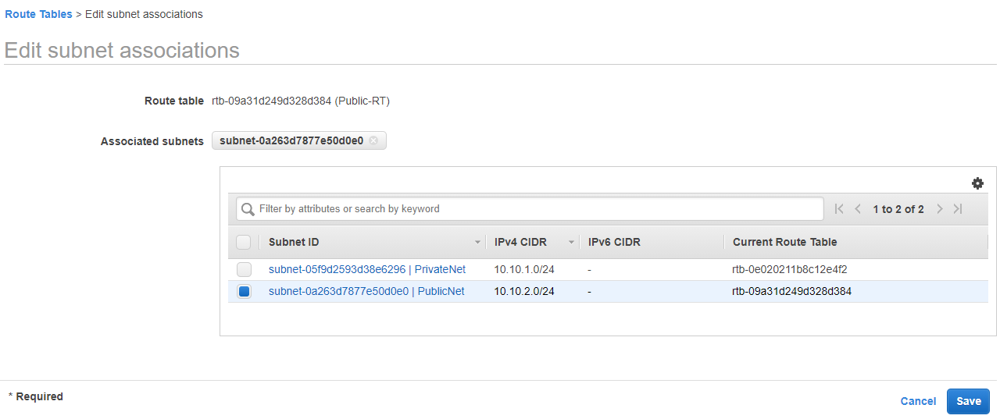 Route Tables > Edit subnet associations
Edit subnet associations
Route table rtb-09a31d249d328d384 (Public-RT)
Associated subnets subnet-0a263d7877e50d0e0
Filter by attributes or search by keyword 1 to 2 of 2
Subnet ID IPv4 CIDR IPv6 CIDR Current Route Table
subnet-05f9d2593d38e6296 | PrivateNet 10.10.1.0/24 - rtb-0e020211b8c12e4f2
subnet-0a263d7877e50d0e0 | PublicNet 10.10.2.0/24 - rtb-09a31d249d328d384
* Required Cancel Save